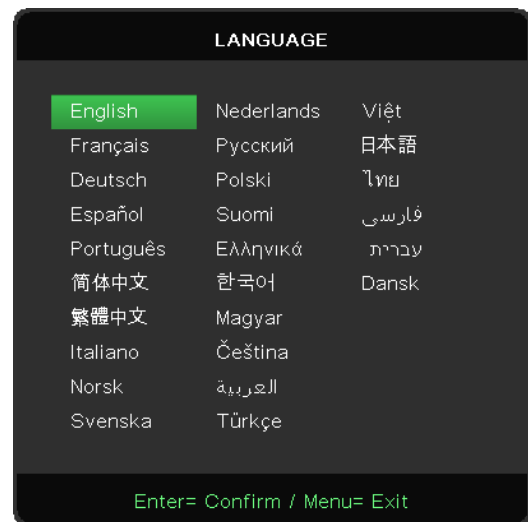 LANGUAGE
English
Français
Deutsch
Español
Português
简体中文
繁體中文
Italiano
Norsk
Svenska
Nederlands
Русский
Polski
Suomi
Ελληνικά
한국어
Magyar
Čeština
العربية
Türkçe
Việt
日本語
ไทย
فارسی
עברית
Dansk
Enter= Confirm / Menu= Exit